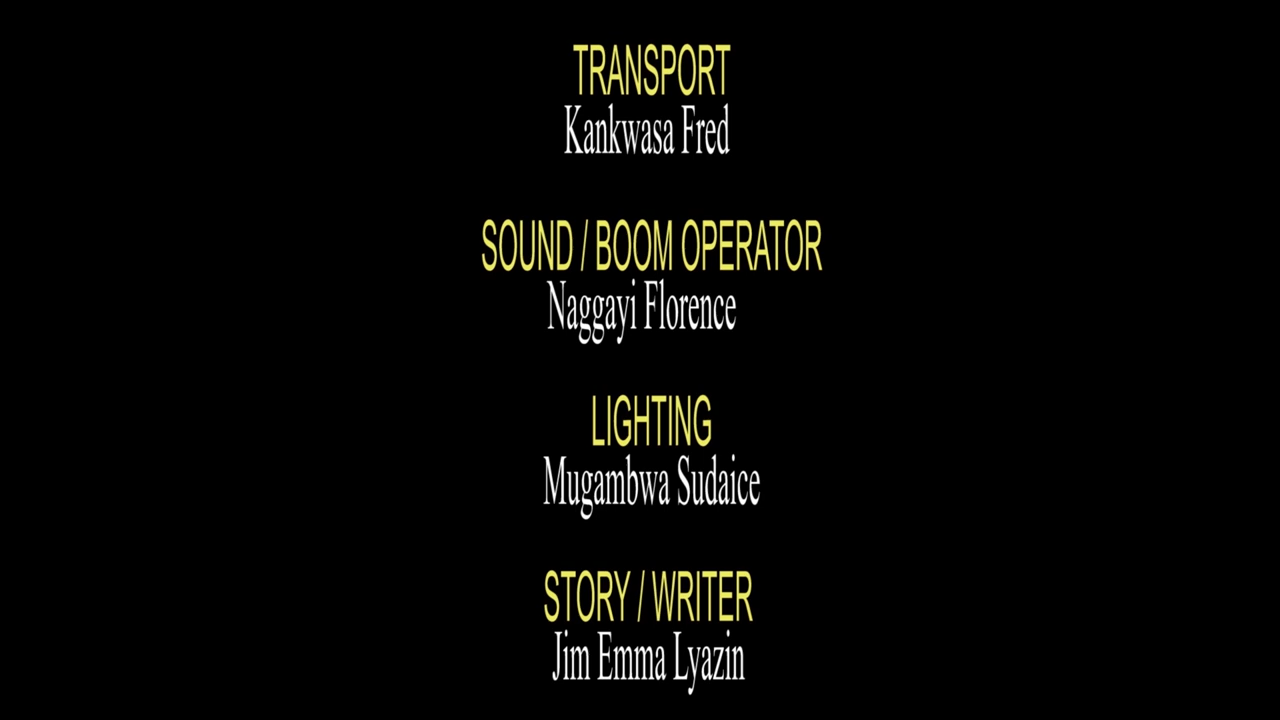 TRANSPORT
Kankwasa Fred
SOUND / BOOM OPERATOR
Naggayi Florence
LIGHTING
Mugambwa Sudaice
STORY / WRITER
Jim Emma Lyazin